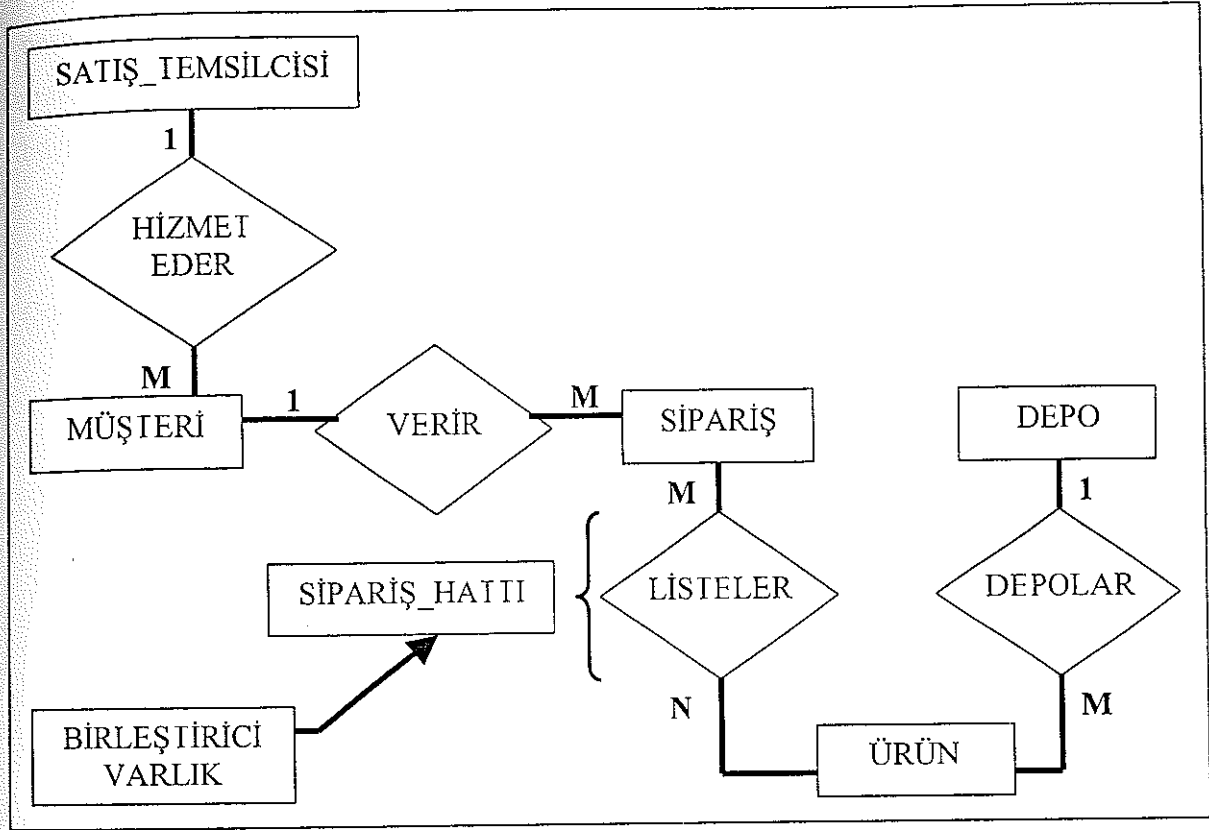 SATIŞ_TEMSİLCİSİ
1
HİZMET
EDER
M
MÜŞTERİ
1
VERİR
M
SİPARİŞ
DEPO
M
1
SİPARİŞ_HATTI
LİSTELER
DEPOLAR
N
M
BİRLEŞTİRİCİ
VARLIK
ÜRÜN